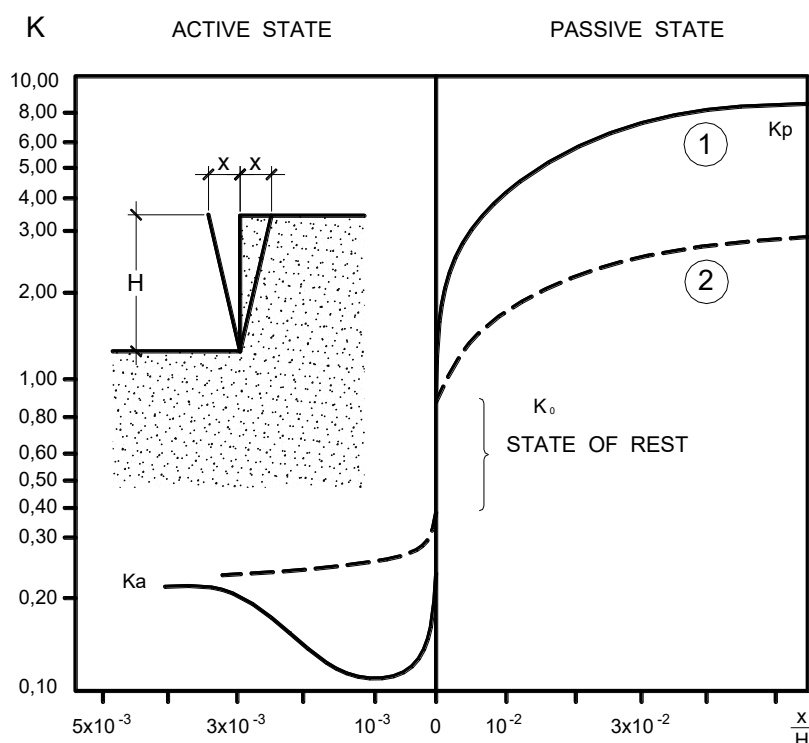 K
ACTIVE STATE
PASSIVE STATE
10,00
8,00
6,00
5,00
4,00
3,00
2,00
1,00
0,80
0,60
0,50
0,40
0,30
0,20
0,10
x x
H
1
Kp
2
K₀
STATE OF REST
Ka
5x10⁻³ 3x10⁻³ 10⁻³ 0 10⁻² 3x10⁻² x
H